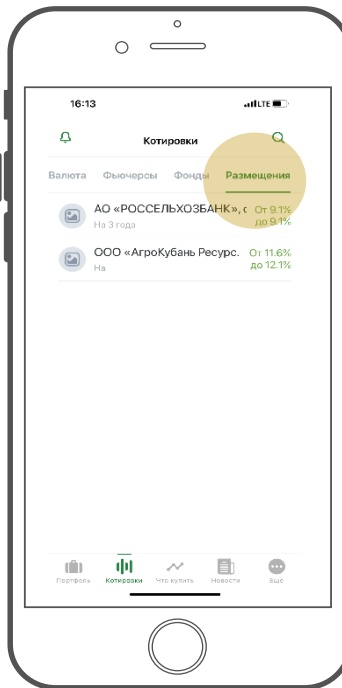 16:13
LTE
Котировки
Валюта Фьючерсы Фонды Размещения
АО «РОССЕЛЬХОЗБАНК», с От 9.1%
На 3 года до 9.1%
ООО «АгроКубань Ресурс. От 11.6%
На до 12.1%
Портфель Котировки Что купить Новости Ещё